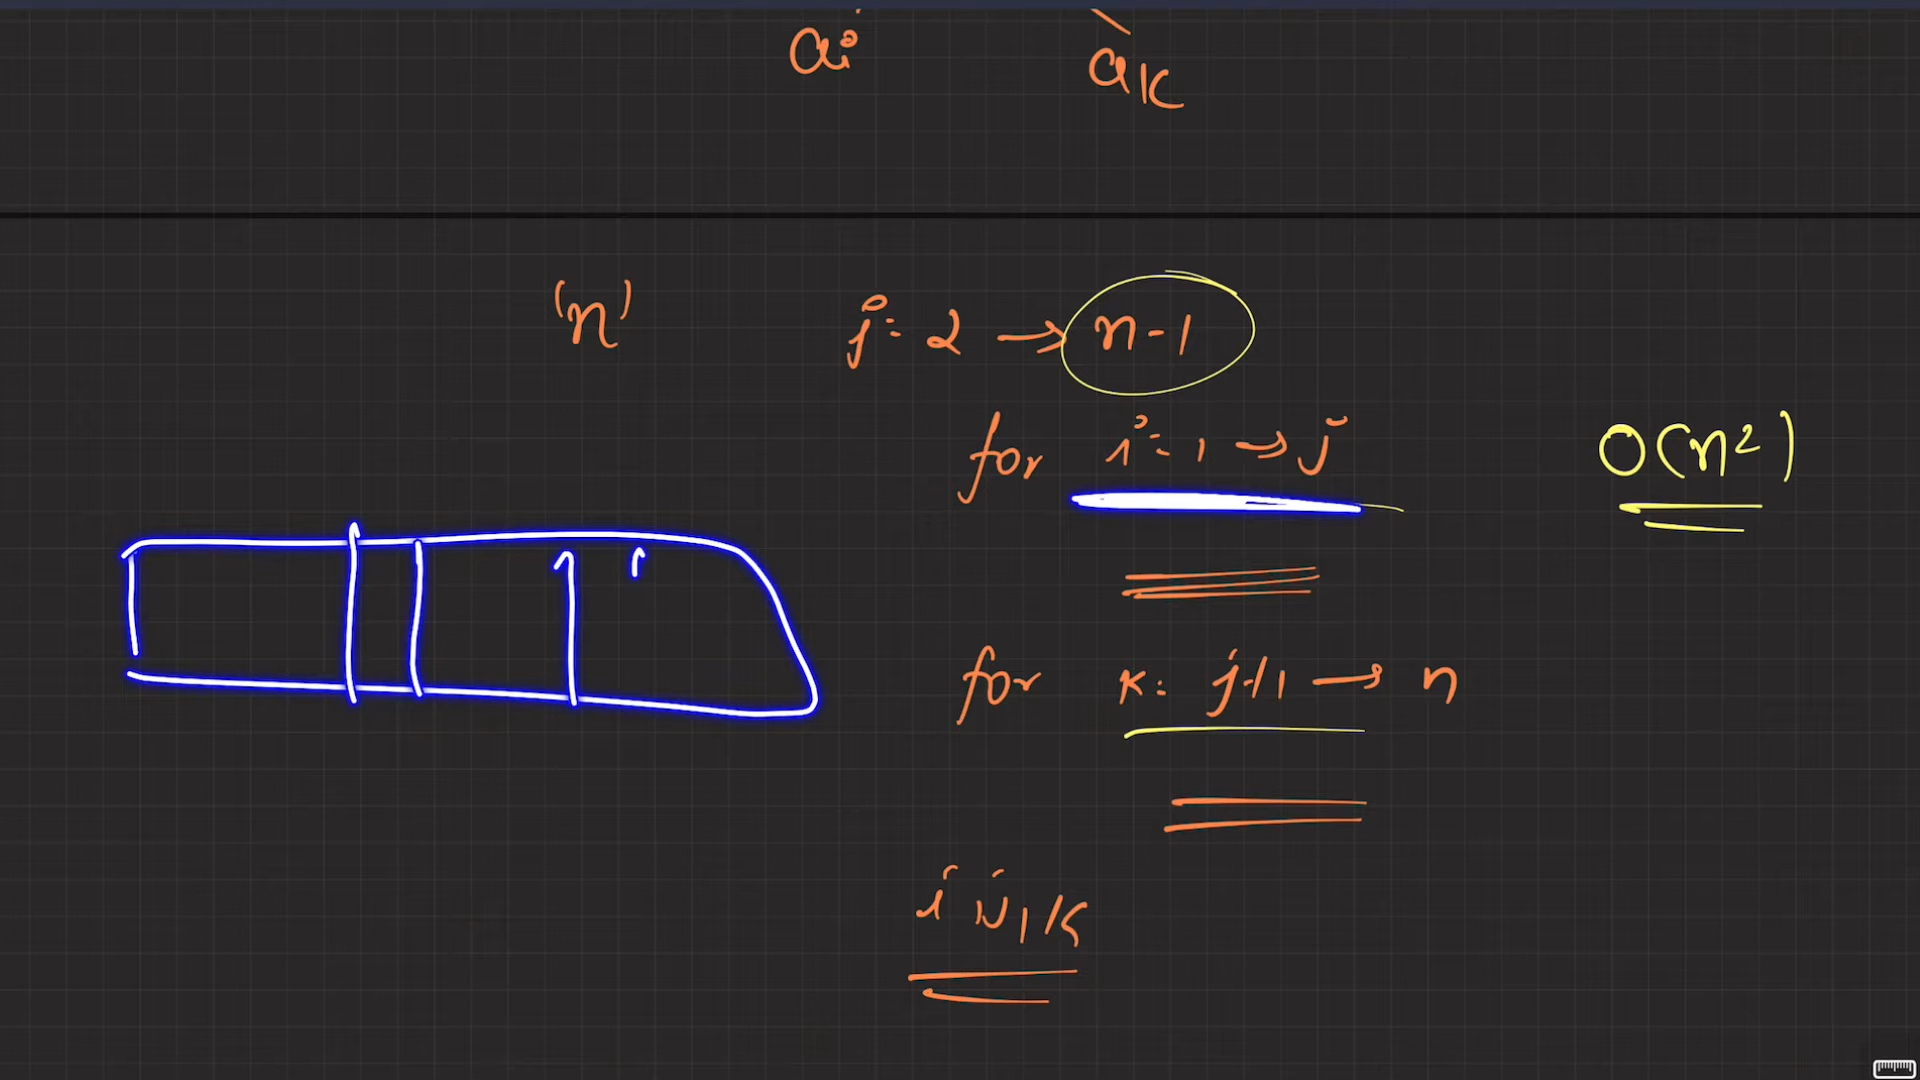 ai
ak
(n)
j = 2 → n-1
for i = 1 → j
O(n²)
for k = j+1 → n
i, j, k